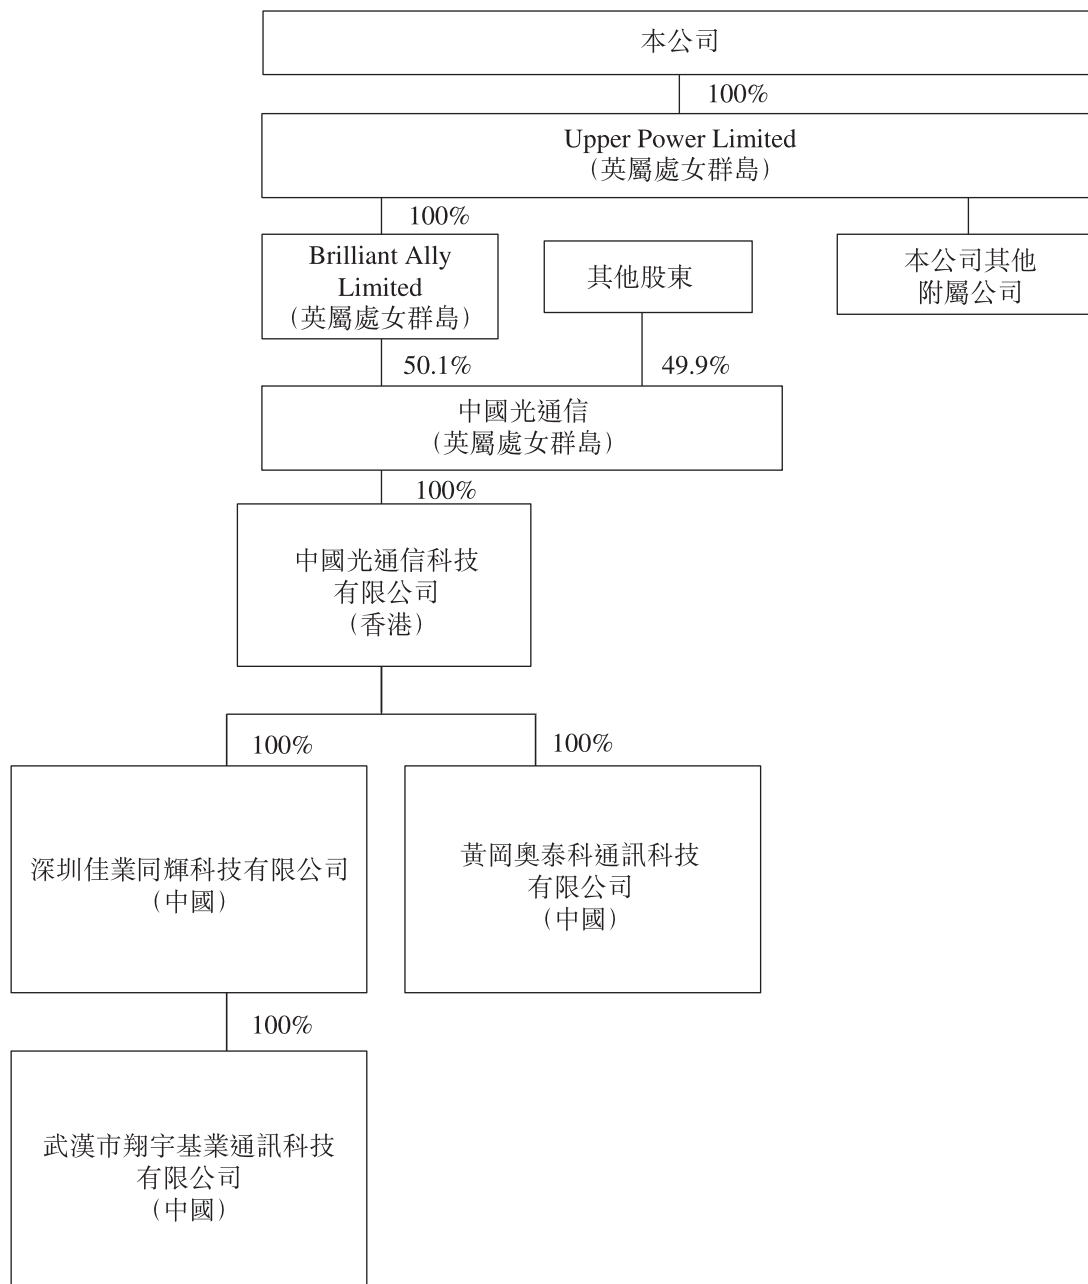 本公司
100%
Upper Power Limited
（英屬處女群島）
100%
Brilliant Ally
Limited
（英屬處女群島）
其他股東
本公司其他
附屬公司
50.1%
49.9%
中國光通信
（英屬處女群島）
100%
中國光通信科技
有限公司
（香港）
100%
100%
深圳佳業同輝科技有限公司
（中國）
黃岡奧泰科通訊科技
有限公司
（中國）
100%
武漢市翔宇基業通訊科技
有限公司
（中國）